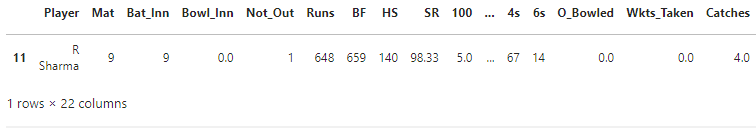 Player Mat Bat_Inn Bowl_Inn Not_Out Runs BF HS SR 100 ... 4s 6s O_Bowled Wkts_Taken Catches
11 R Sharma 9 9 0.0 1 648 659 140 98.33 5.0 ... 67 14 0.0 0.0 4.0
1 rows × 22 columns